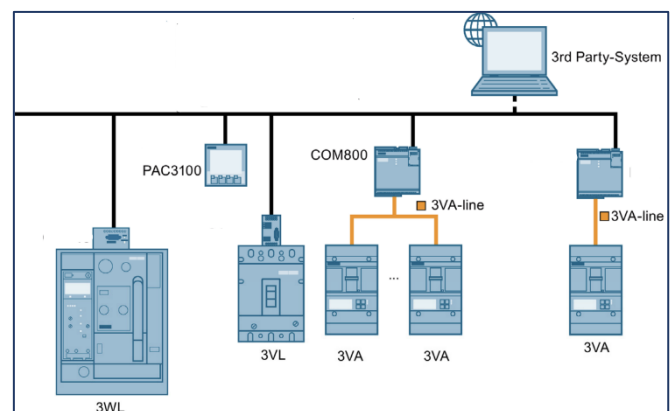 3rd Party-System
PAC3100
COM800
3VA-line
3VA-line
...
3VL
3VA
3VA
3VA
3WL